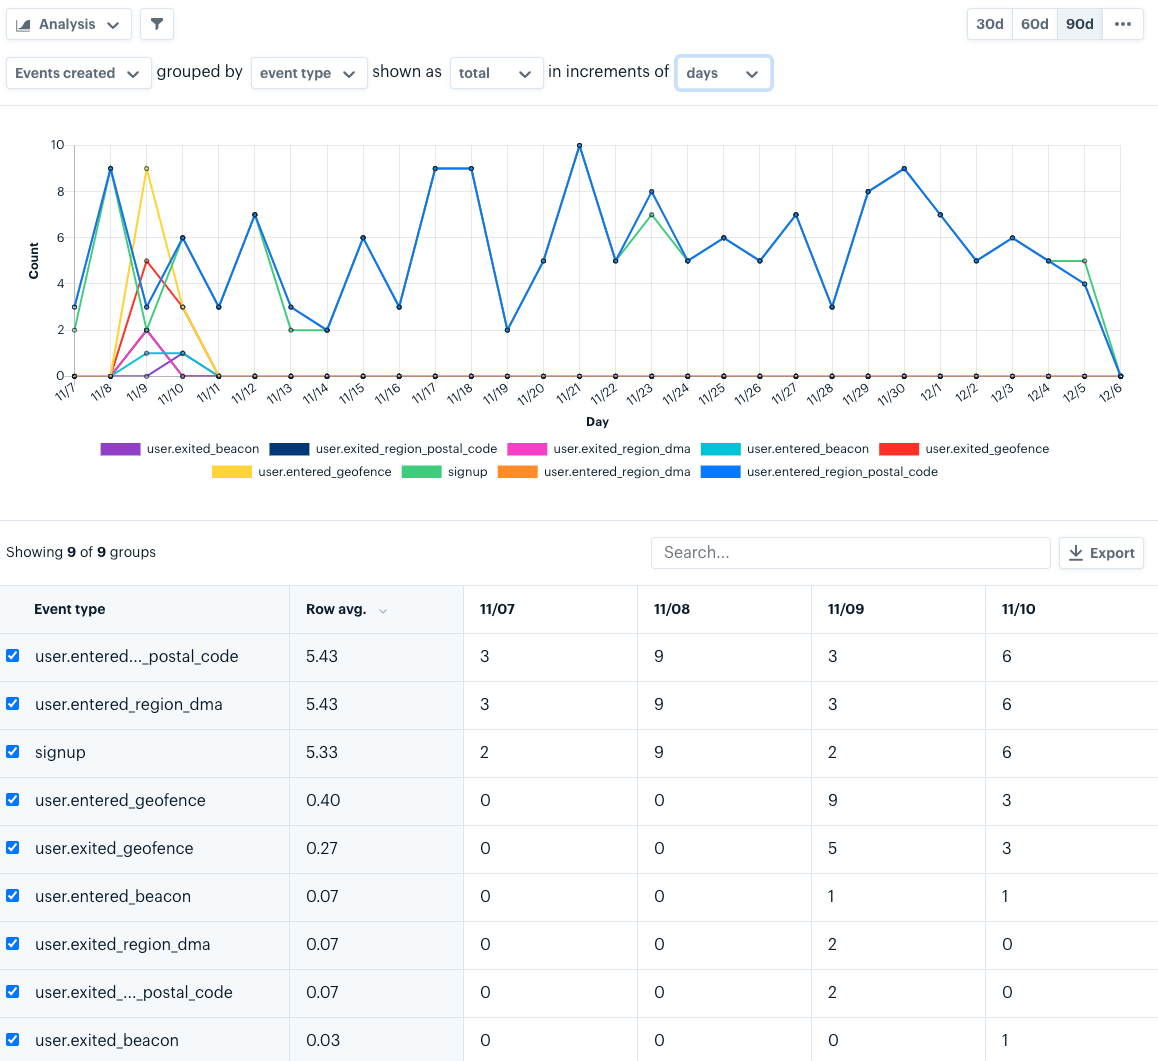 Analysis 30d 60d 90d ...
Events created grouped by event type shown as total in increments of days
10
8
6
4
2
0
Count
11/7 11/8 11/9 11/10 11/11 11/12 11/13 11/14 11/15 11/16 11/17 11/18 11/19 11/20 11/21 11/22 11/23 11/24 11/25 11/26 11/27 11/28 11/29 11/30 12/1 12/2 12/3 12/4 12/5 12/6
Day
user.exited_beacon user.exited_region_postal_code user.exited_region_dma user.entered_beacon user.exited_geofence
user.entered_geofence signup user.entered_region_dma user.entered_region_postal_code
Showing 9 of 9 groups Search... Export
Event type Row avg. 11/07 11/08 11/09 11/10
user.entered..._postal_code 5.43 3 9 3 6
user.entered_region_dma 5.43 3 9 3 6
signup 5.33 2 9 2 6
user.entered_geofence 0.40 0 0 9 3
user.exited_geofence 0.27 0 0 5 3
user.entered_beacon 0.07 0 0 1 1
user.exited_region_dma 0.07 0 0 2 0
user.exited_..._postal_code 0.07 0 0 2 0
user.exited_beacon 0.03 0 0 0 1